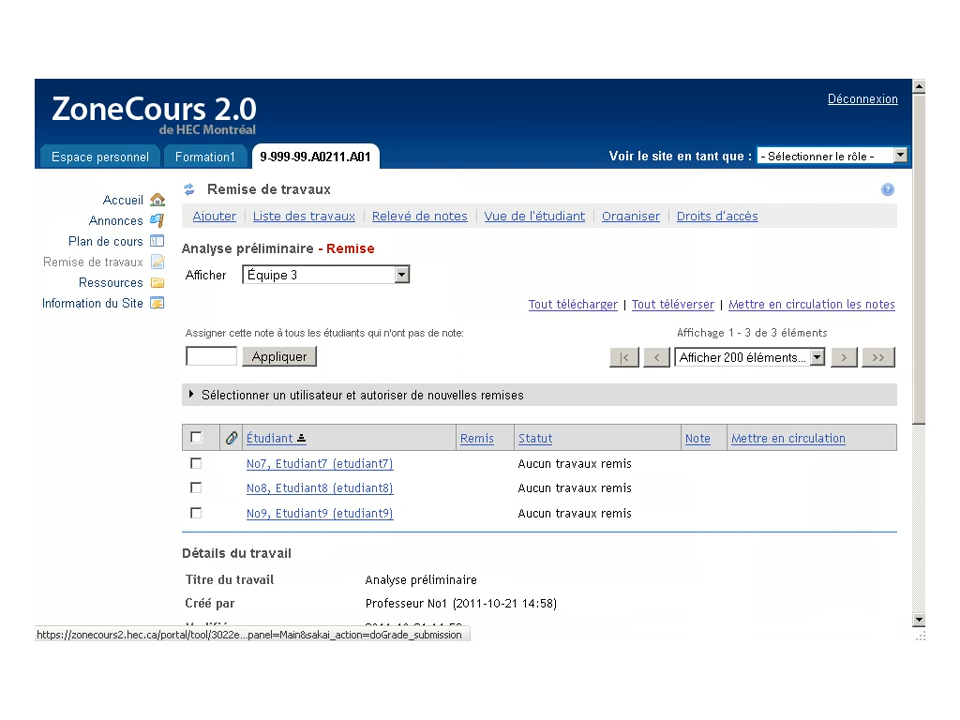 ZoneCours 2.0
de HEC Montréal
Déconnexion
Espace personnel
Formation1
9-999-99.A0211.A01
Voir le site en tant que : - Sélectionner le rôle -
Accueil
Annonces
Plan de cours
Remise de travaux
Ressources
Information du Site
Remise de travaux
Ajouter | Liste des travaux | Relevé de notes | Vue de l'étudiant | Organiser | Droits d'accès
Analyse préliminaire - Remise
Afficher Équipe 3
Tout télécharger | Tout téléverser | Mettre en circulation les notes
Assigner cette note à tous les étudiants qui n'ont pas de note:
Appliquer
Affichage 1 - 3 de 3 éléments
|< < Afficher 200 éléments... > >>
Sélectionner un utilisateur et autoriser de nouvelles remises
Étudiant Remis Statut Note Mettre en circulation
No7, Etudiant7 (etudiant7) Aucun travaux remis
No8, Etudiant8 (etudiant8) Aucun travaux remis
No9, Etudiant9 (etudiant9) Aucun travaux remis
Détails du travail
Titre du travail Analyse préliminaire
Créé par Professeur No1 (2011-10-21 14:58)
https://zonecours2.hec.ca/portal/tool/3022e...panel=Main&sakai_action=doGrade_submission